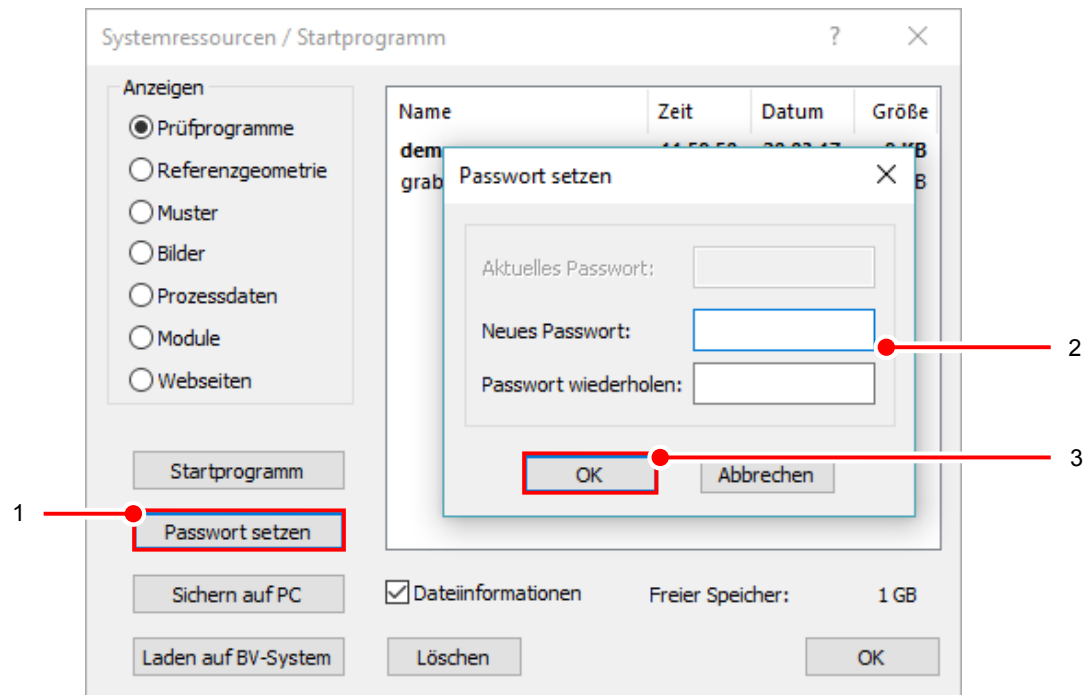 Systemressourcen / Startprogramm ?
Anzeigen
Prüfprogramme
Referenzgeometrie
Muster
Bilder
Prozessdaten
Module
Webseiten
Name Zeit Datum Größe
dem KB
grab B
Passwort setzen
Aktuelles Passwort:
Neues Passwort:
Passwort wiederholen:
OK Abbrechen
2
3
1
Startprogramm
Passwort setzen
Sichern auf PC
Laden auf BV-System
Dateiinformationen Freier Speicher: 1 GB
Löschen OK